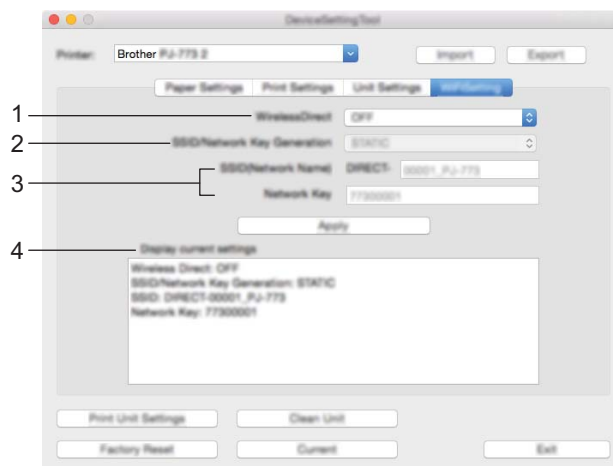 DeviceSettingTool
Printer: Brother PJ-773 2 Import Export
Paper Settings Print Settings Unit Settings WiFiSetting
1 WirelessDirect OFF
2 SSID/Network Key Generation STATIC
3 SSID(Network Name) DIRECT- 00001_PJ-773
Network Key 77300001
Apply
4 Display current settings
Wireless Direct: OFF
SSID/Network Key Generation: STATIC
SSID: DIRECT-00001_PJ-773
Network Key: 77300001
Print Unit Settings Clean Unit
Factory Reset Current Exit